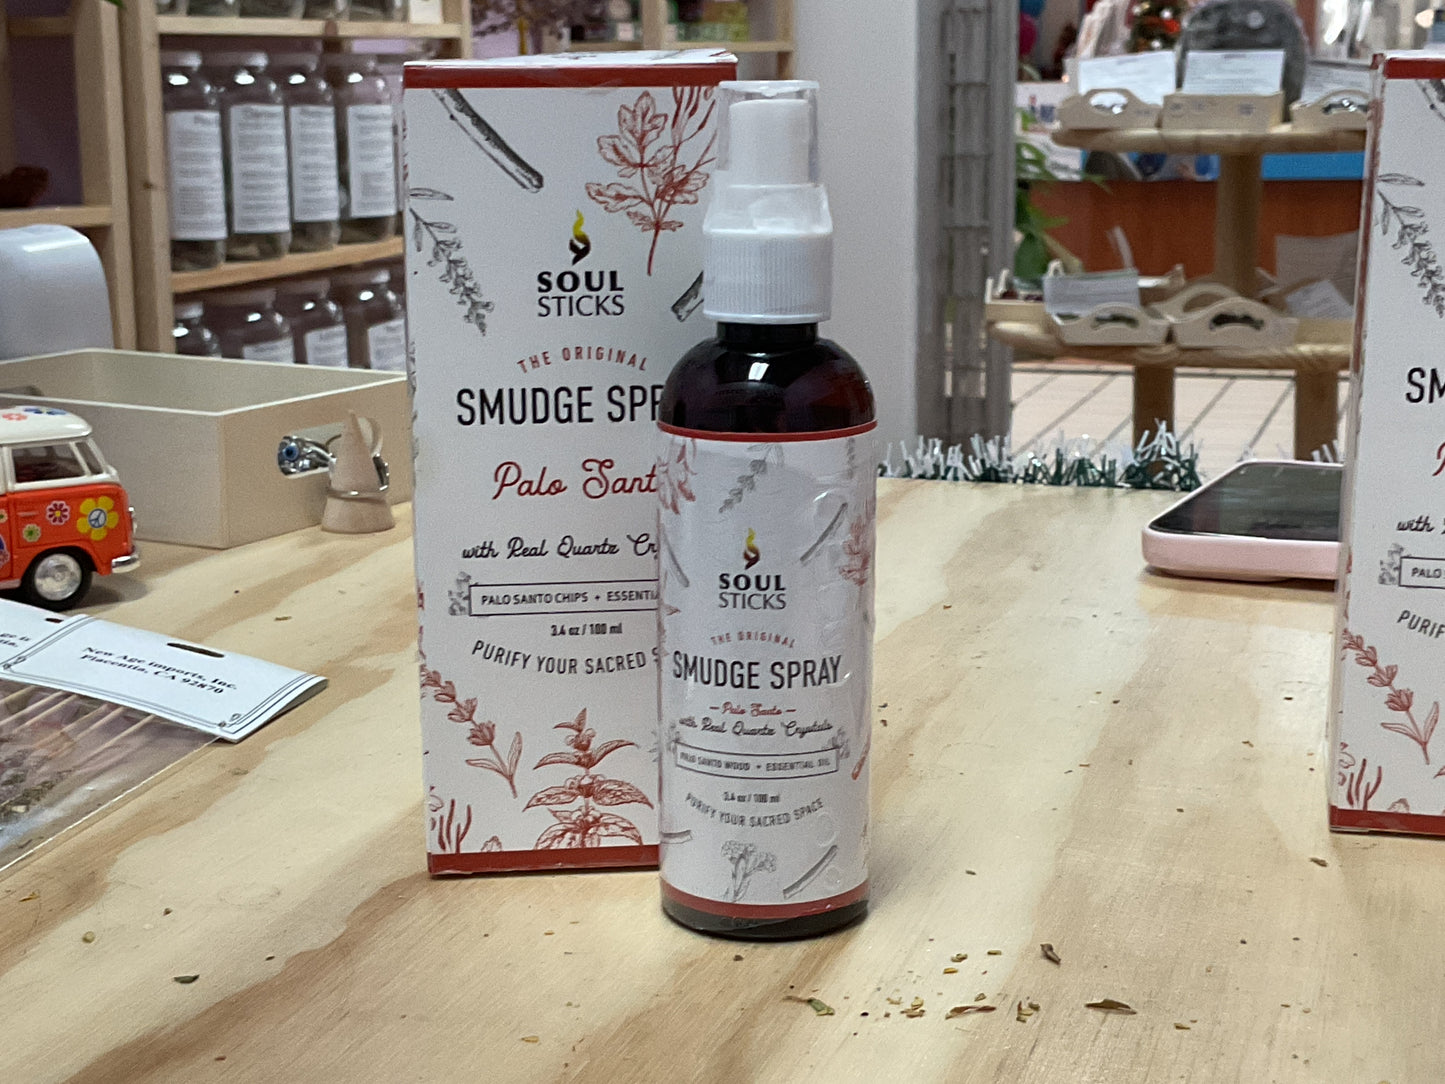 SOUL
STICKS
THE ORIGINAL
SMUDGE SPR
Palo Sant
with Real Quartz Cr
PALO SANTO CHIPS + ESSENTIA
3.4 oz / 100 ml
PURIFY YOUR SACRED S
SOUL
STICKS
THE ORIGINAL
SMUDGE SPRAY
Palo Santo
with Real Quartz Crystals
PALO SANTO WOOD + ESSENTIAL OIL
3.4 oz / 100 ml
PURIFY YOUR SACRED SPACE
New Age imports, Inc.
Placentia, CA 92870
SM
with
PALO
PURIF